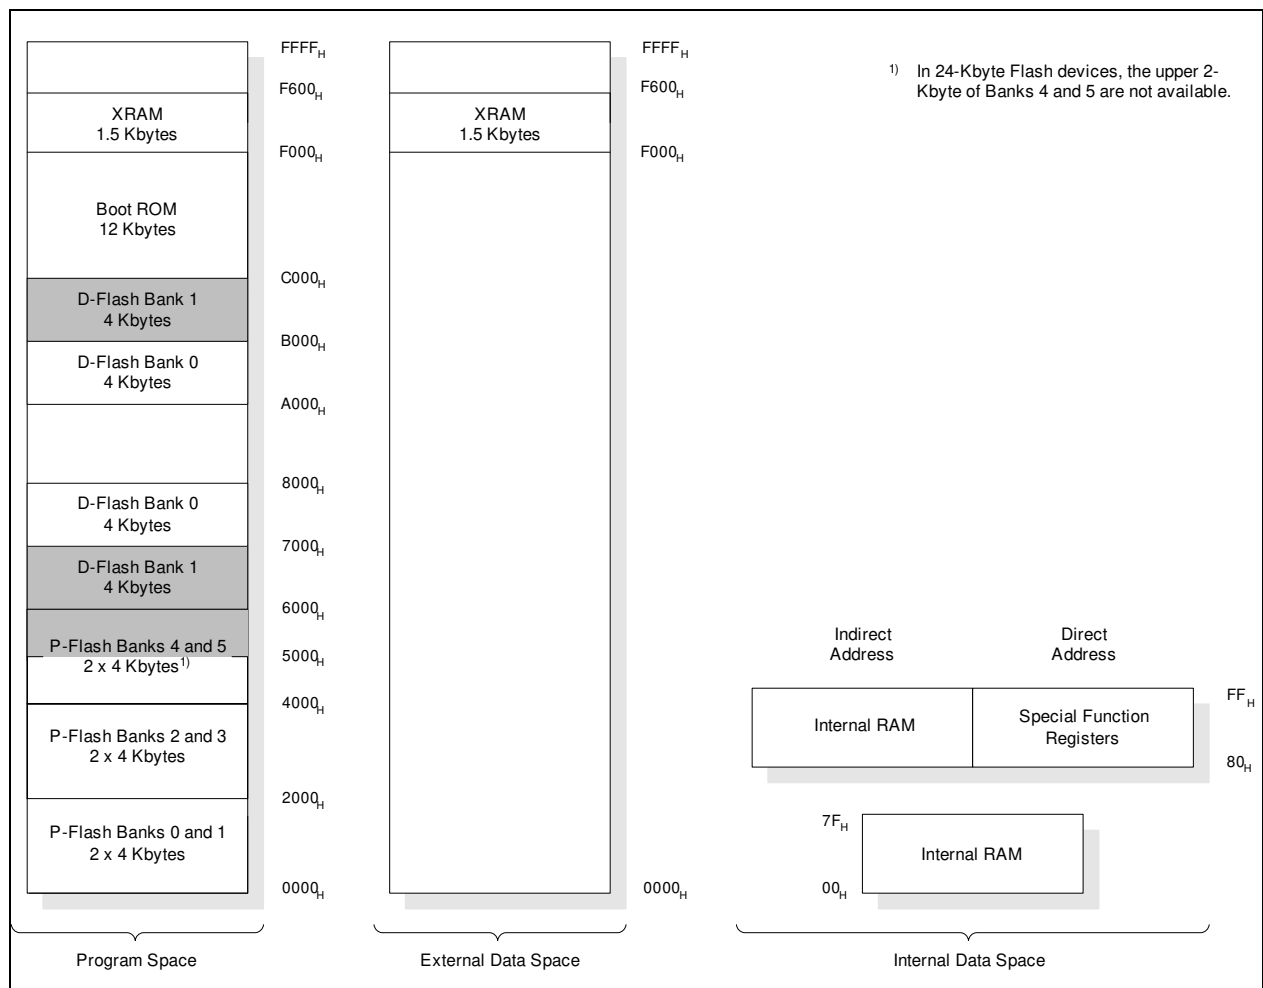 FFFFH
F600H
XRAM
1.5 Kbytes
F000H
Boot ROM
12 Kbytes
C000H
D-Flash Bank 1
4 Kbytes
B000H
D-Flash Bank 0
4 Kbytes
A000H
8000H
D-Flash Bank 0
4 Kbytes
7000H
D-Flash Bank 1
4 Kbytes
6000H
P-Flash Banks 4 and 5
2 x 4 Kbytes1)
5000H
4000H
P-Flash Banks 2 and 3
2 x 4 Kbytes
2000H
P-Flash Banks 0 and 1
2 x 4 Kbytes
0000H
Program Space
FFFFH
F600H
XRAM
1.5 Kbytes
F000H
0000H
External Data Space
1) In 24-Kbyte Flash devices, the upper 2-
Kbyte of Banks 4 and 5 are not available.
Indirect
Address
Direct
Address
Internal RAM
Special Function
Registers
FFH
80H
7FH
Internal RAM
00H
Internal Data Space